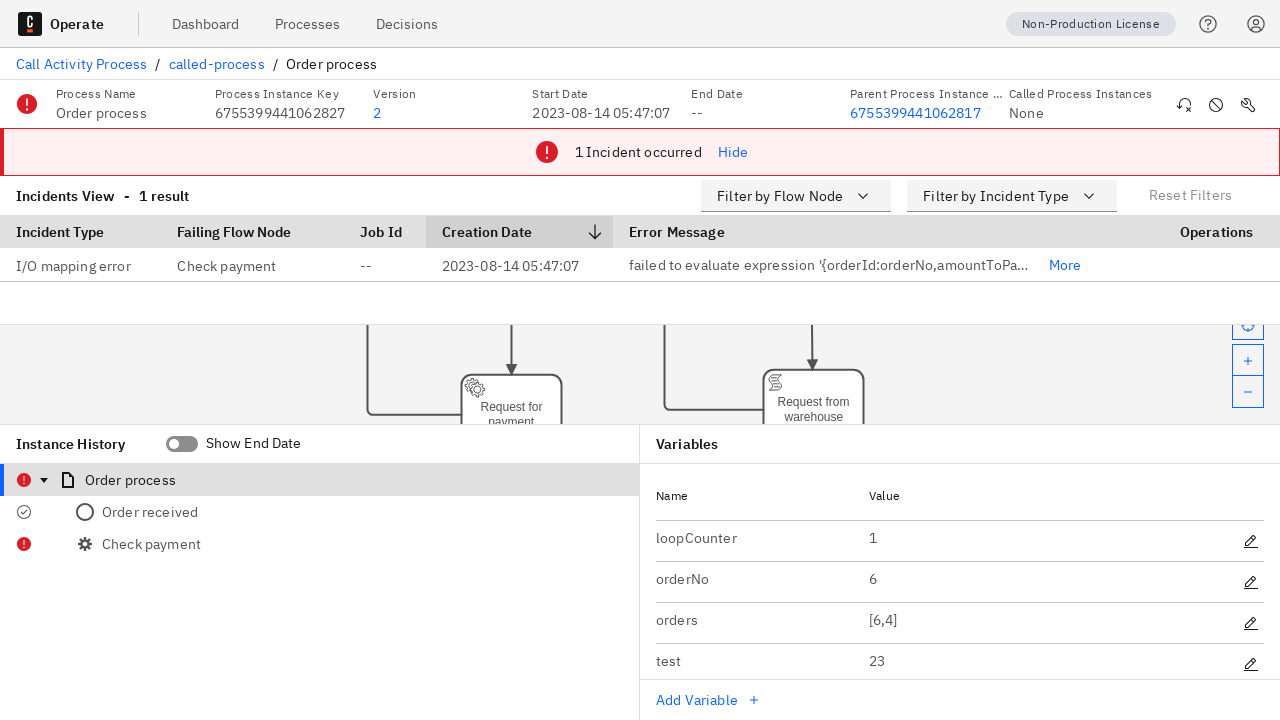 Operate
Dashboard
Processes
Decisions
Non-Production License
Call Activity Process / called-process / Order process
Process Name
Order process
Process Instance Key
6755399441062827
Version
2
Start Date
2023-08-14 05:47:07
End Date
--
Parent Process Instance ...
6755399441062817
Called Process Instances
None
1 Incident occurred
Hide
Incidents View - 1 result
Filter by Flow Node
Filter by Incident Type
Reset Filters
Incident Type
Failing Flow Node
Job Id
Creation Date
Error Message
Operations
I/O mapping error
Check payment
--
2023-08-14 05:47:07
failed to evaluate expression '{orderId:orderNo,amountToPa...
More
Request for
payment
Request from
warehouse
Instance History
Show End Date
Order process
Order received
Check payment
Variables
Name
Value
loopCounter
1
orderNo
6
orders
[6,4]
test
23
Add Variable +